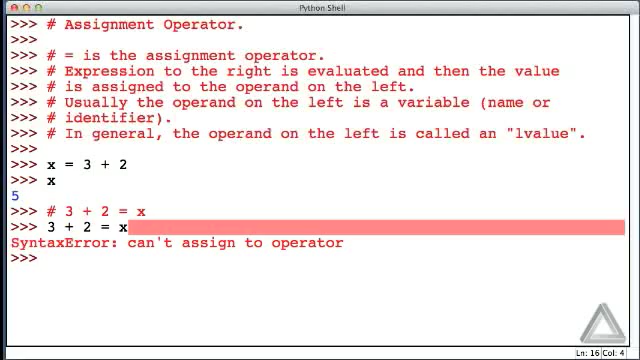 Python Shell
>>> # Assignment Operator.
>>>
>>> # = is the assignment operator.
>>> # Expression to the right is evaluated and then the value
>>> # is assigned to the operand on the left.
>>> # Usually the operand on the left is a variable (name or
>>> # identifier).
>>> # In general, the operand on the left is called an "lvalue".
>>>
>>> x = 3 + 2
>>> x
5
>>> # 3 + 2 = x
>>> 3 + 2 = x
SyntaxError: can't assign to operator
>>>
Ln: 16 Col: 4